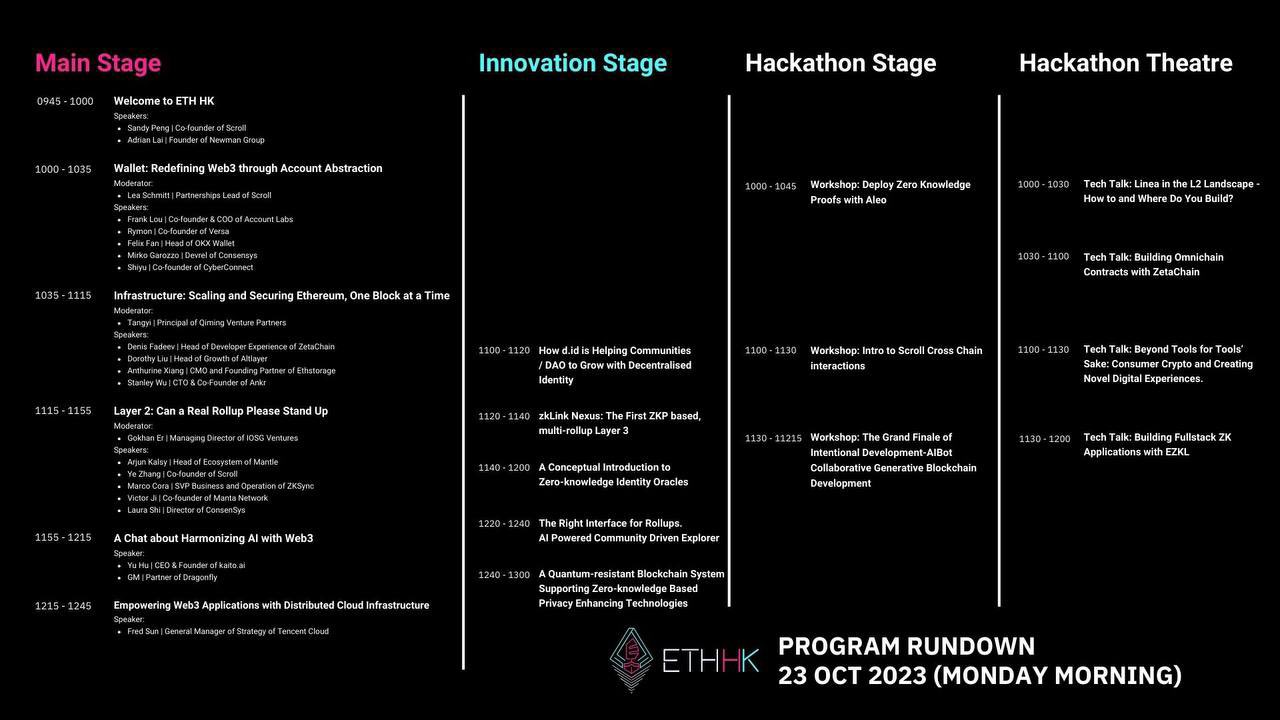 Main Stage
0945 - 1000 Welcome to ETH HK
Speakers:
• Sandy Peng | Co-founder of Scroll
• Adrian Lai | Founder of Newman Group
1000 - 1035 Wallet: Redefining Web3 through Account Abstraction
Moderator:
• Lea Schmitt | Partnerships Lead of Scroll
Speakers:
• Frank Lou | Co-founder & COO of Account Labs
• Rymon | Co-founder of Versa
• Felix Fan | Head of OKX Wallet
• Mirko Garozzo | Devrel of Consensys
• Shiyu | Co-founder of CyberConnect
1035 - 1115 Infrastructure: Scaling and Securing Ethereum, One Block at a Time
Moderator:
• Tangyi | Principal of Qiming Venture Partners
Speakers:
• Denis Fadeev | Head of Developer Experience of ZetaChain
• Dorothy Liu | Head of Growth of Altlayer
• Anthurine Xiang | CMO and Founding Partner of Ethstorage
• Stanley Wu | CTO & Co-Founder of Ankr
1115 - 1155 Layer 2: Can a Real Rollup Please Stand Up
Moderator:
• Gokhan Er | Managing Director of IOSG Ventures
Speakers:
• Arjun Kalsy | Head of Ecosystem of Mantle
• Ye Zhang | Co-founder of Scroll
• Marco Cora | SVP Business and Operation of ZKSync
• Victor Ji | Co-founder of Manta Network
• Laura Shi | Director of ConsenSys
1155 - 1215 A Chat about Harmonizing AI with Web3
Speaker:
• Yu Hu | CEO & Founder of kaito.ai
• GM | Partner of Dragonfly
1215 - 1245 Empowering Web3 Applications with Distributed Cloud Infrastructure
Speaker:
• Fred Sun | General Manager of Strategy of Tencent Cloud
Innovation Stage
1100 - 1120 How d.id is Helping Communities
/ DAO to Grow with Decentralised
Identity
1120 - 1140 zkLink Nexus: The First ZKP based,
multi-rollup Layer 3
1140 - 1200 A Conceptual Introduction to
Zero-knowledge Identity Oracles
1220 - 1240 The Right Interface for Rollups.
AI Powered Community Driven Explorer
1240 - 1300 A Quantum-resistant Blockchain System
Supporting Zero-knowledge Based
Privacy Enhancing Technologies
Hackathon Stage
1000 - 1045 Workshop: Deploy Zero Knowledge
Proofs with Aleo
1100 - 1130 Workshop: Intro to Scroll Cross Chain
interactions
1130 - 11215 Workshop: The Grand Finale of
Intentional Development-AIBot
Collaborative Generative Blockchain
Development
Hackathon Theatre
1000 - 1030 Tech Talk: Linea in the L2 Landscape -
How to and Where Do You Build?
1030 - 1100 Tech Talk: Building Omnichain
Contracts with ZetaChain
1100 - 1130 Tech Talk: Beyond Tools for Tools'
Sake: Consumer Crypto and Creating
Novel Digital Experiences.
1130 - 1200 Tech Talk: Building Fullstack ZK
Applications with EZKL
ETHHK
PROGRAM RUNDOWN
23 OCT 2023 (MONDAY MORNING)